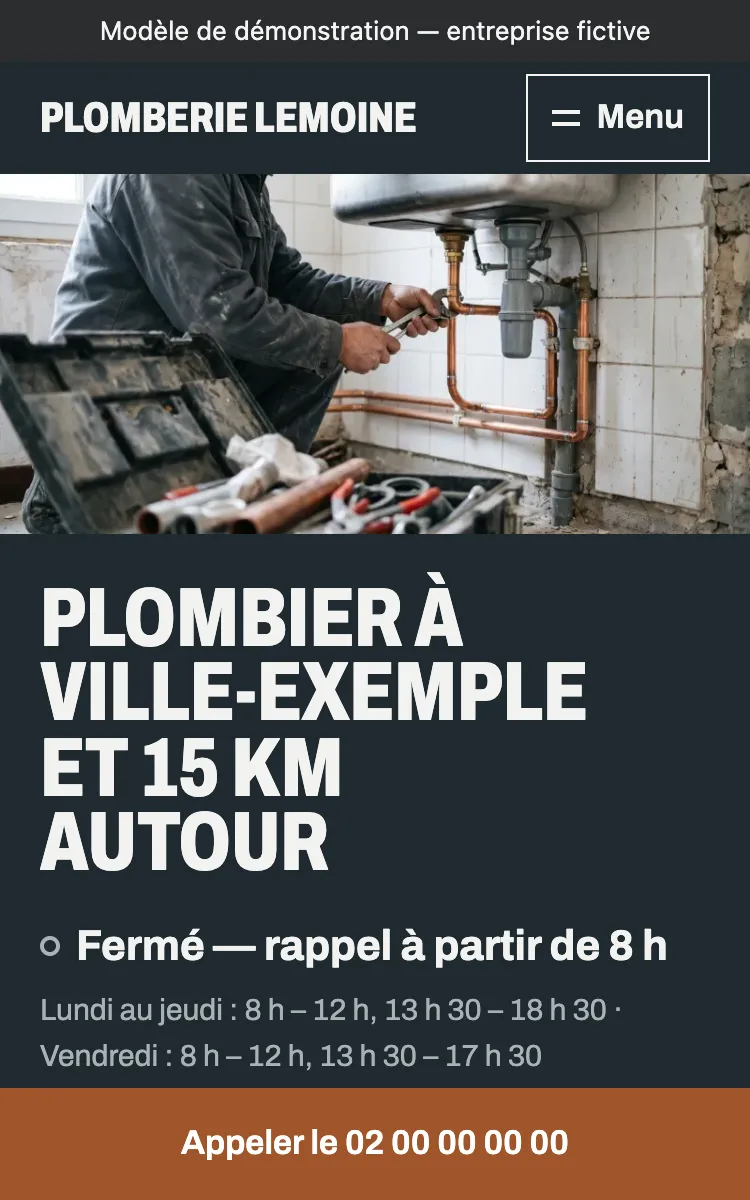 Modèle de démonstration — entreprise fictive
PLOMBERIE LEMOINE
Menu
PLOMBIER À
VILLE-EXEMPLE
ET 15 KM
AUTOUR
Fermé — rappel à partir de 8 h
Lundi au jeudi : 8 h – 12 h, 13 h 30 – 18 h 30 ·
Vendredi : 8 h – 12 h, 13 h 30 – 17 h 30
Appeler le 02 00 00 00 00